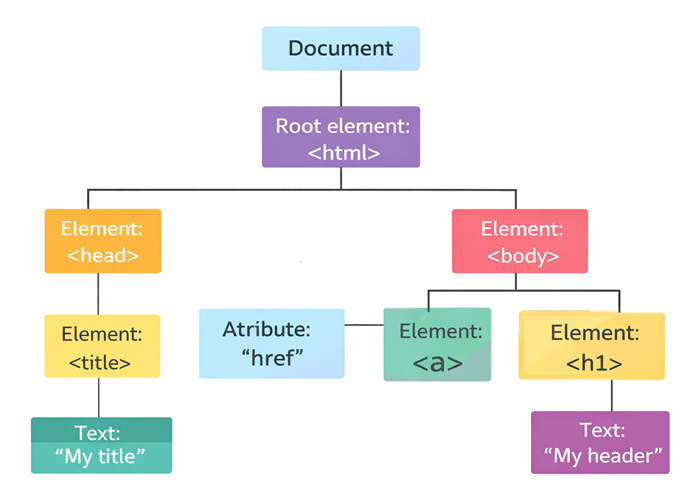 Document
Root element:
<html>
Element:
<head>
Element:
<body>
Element:
<title>
Atribute:
“href”
Element:
<a>
Element:
<h1>
Text:
“My title”
Text:
“My header”